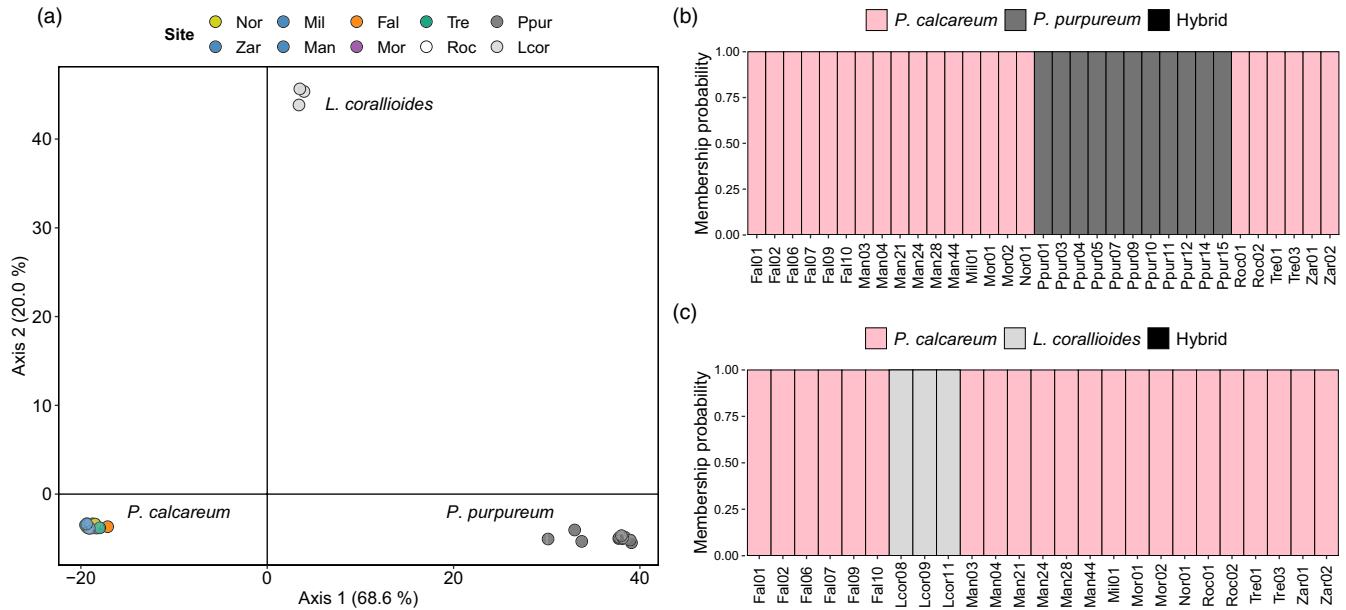 (a)
Site Nor Mil Fal Tre Ppur
Zar Man Mor Roc Lcor
Axis 2 (20.0 %)
40
30
20
10
0
L. corallioides
P. calcareum
P. purpureum
−20 0 20 40
Axis 1 (68.6 %)
(b)
P. calcareum P. purpureum Hybrid
Membership probability
1.00
0.75
0.50
0.25
0.00
Fal01 Fal02 Fal06 Fal07 Fal09 Fal10 Man03 Man04 Man21 Man24 Man28 Man44 Mil01 Mor01 Mor02 Nor01 Ppur01 Ppur03 Ppur04 Ppur05 Ppur07 Ppur09 Ppur10 Ppur11 Ppur12 Ppur14 Ppur15 Roc01 Roc02 Tre01 Tre03 Zar01 Zar02
(c)
P. calcareum L. corallioides Hybrid
Membership probability
1.00
0.75
0.50
0.25
0.00
Fal01 Fal02 Fal06 Fal07 Fal09 Fal10 Lcor08 Lcor09 Lcor11 Man03 Man04 Man21 Man24 Man28 Man44 Mil01 Mor01 Mor02 Nor01 Roc01 Roc02 Tre01 Tre03 Zar01 Zar02